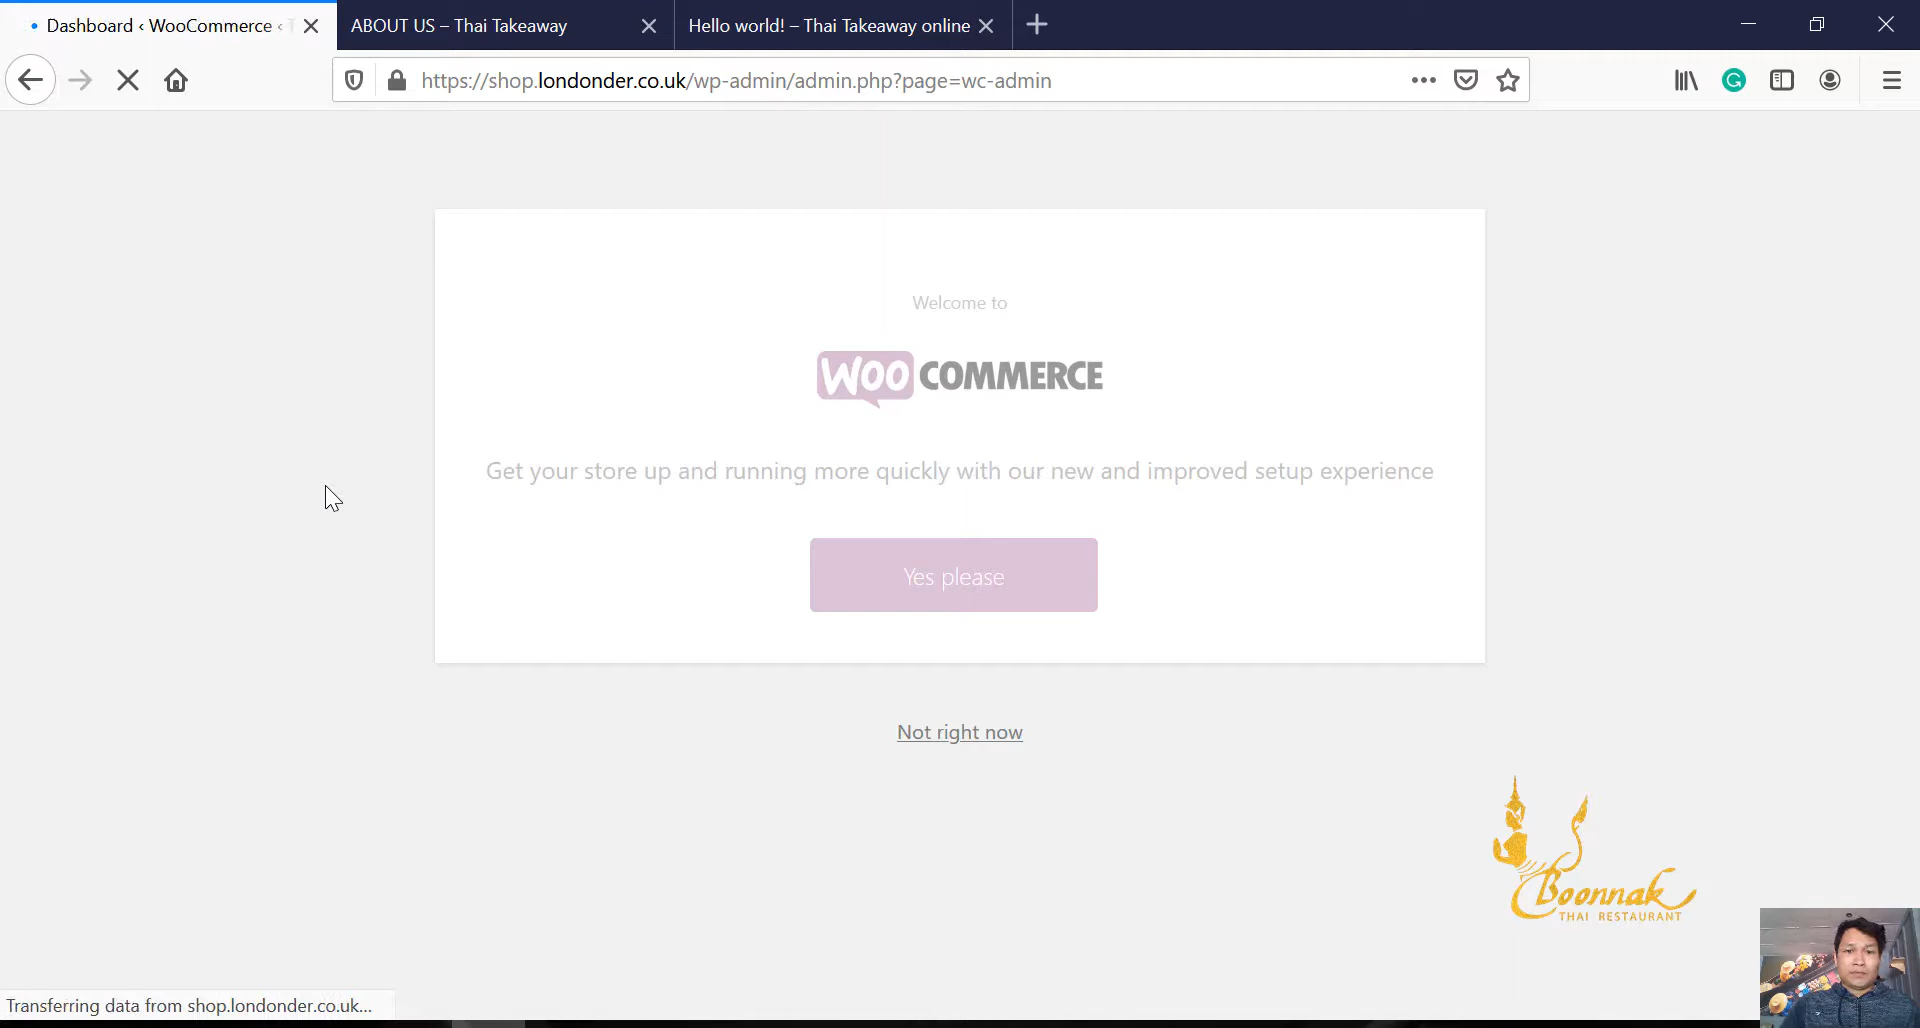 Dashboard ‹ WooCommerce ‹
ABOUT US – Thai Takeaway
Hello world! – Thai Takeaway online
https://shop.londonder.co.uk/wp-admin/admin.php?page=wc-admin
Welcome to
WOO COMMERCE
Get your store up and running more quickly with our new and improved setup experience
Yes please
Not right now
Boonnak
THAI RESTAURANT
Transferring data from shop.londonder.co.uk...